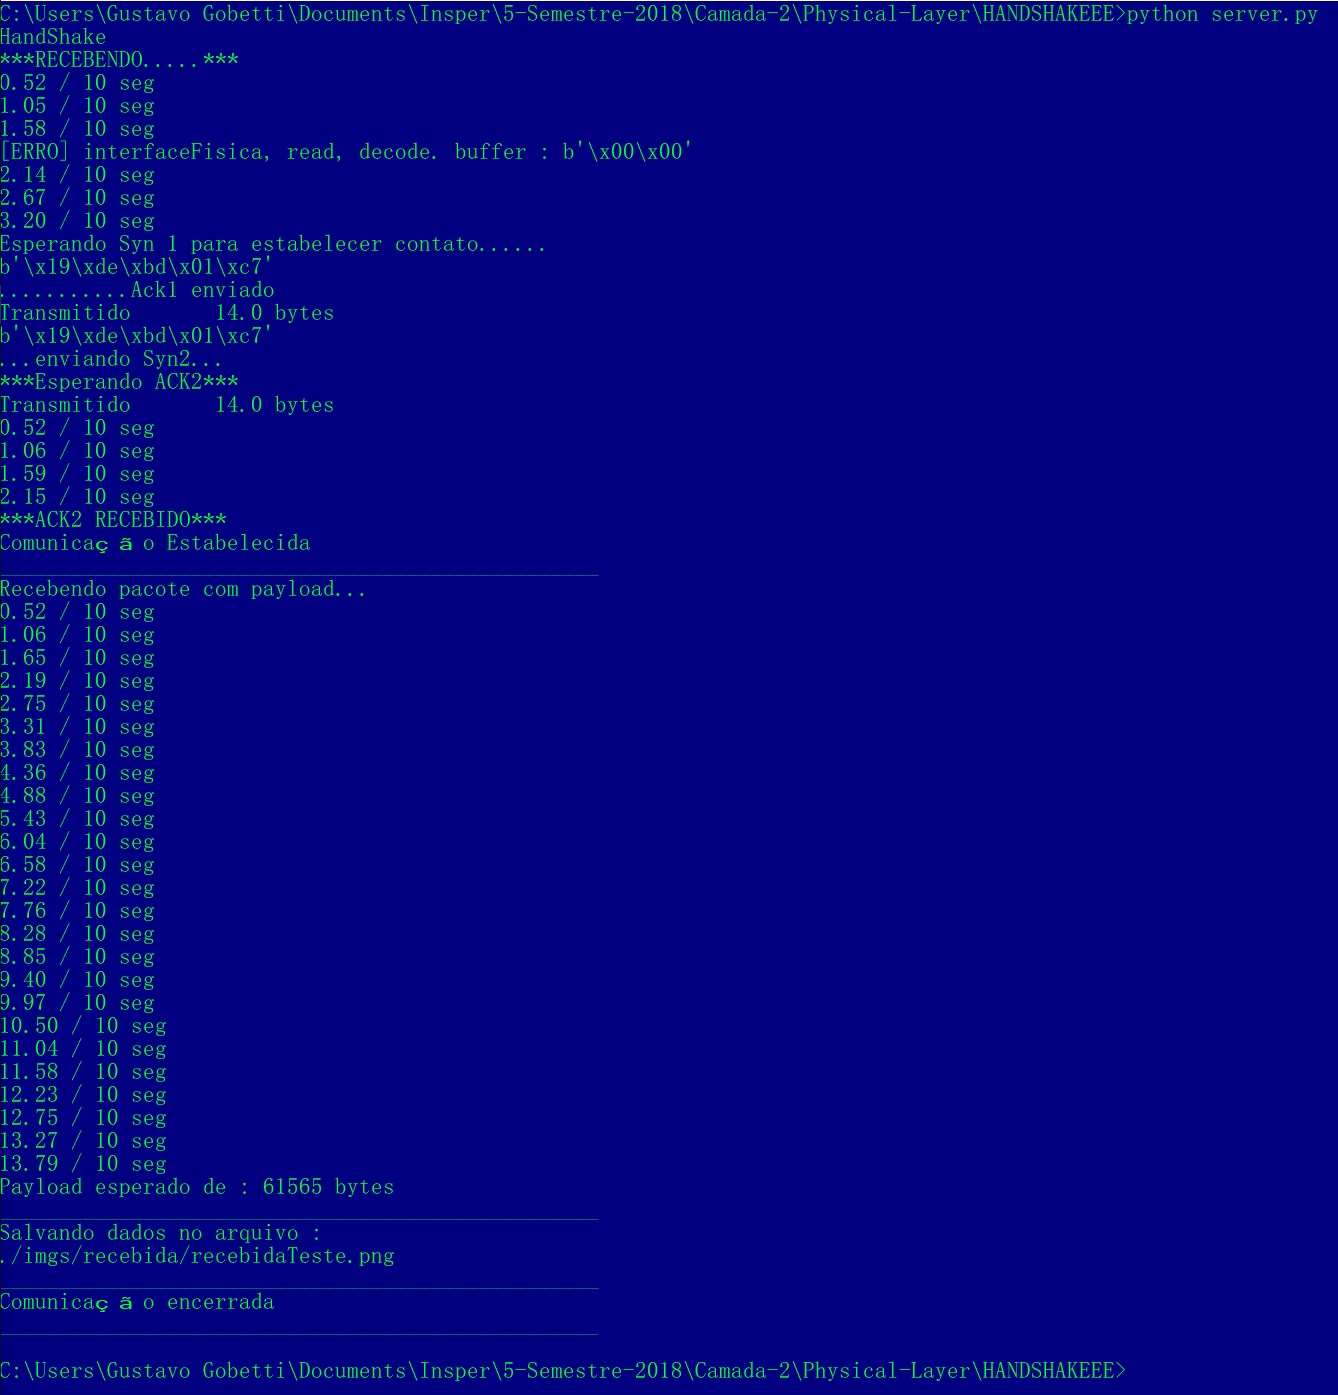 C:\Users\Gustavo Gobetti\Documents\Insper\5-Semestre-2018\Camada-2\Physical-Layer\HANDSHAKEEE>python server.py
HandShake
***RECEBENDO.....***
0.52 / 10 seg
1.05 / 10 seg
1.58 / 10 seg
[ERRO] interfaceFisica, read, decode. buffer : b'\x00\x00'
2.14 / 10 seg
2.67 / 10 seg
3.20 / 10 seg
Esperando Syn 1 para estabelecer contato......
b'\x19\xde\xbd\x01\xc7'
...........Ack1 enviado
Transmitido       14.0 bytes
b'\x19\xde\xbd\x01\xc7'
...enviando Syn2...
***Esperando ACK2***
Transmitido       14.0 bytes
0.52 / 10 seg
1.06 / 10 seg
1.59 / 10 seg
2.15 / 10 seg
***ACK2 RECEBIDO***
Comunicação Estabelecida
__________________________________________________
Recebendo pacote com payload...
0.52 / 10 seg
1.06 / 10 seg
1.65 / 10 seg
2.19 / 10 seg
2.75 / 10 seg
3.31 / 10 seg
3.83 / 10 seg
4.36 / 10 seg
4.88 / 10 seg
5.43 / 10 seg
6.04 / 10 seg
6.58 / 10 seg
7.22 / 10 seg
7.76 / 10 seg
8.28 / 10 seg
8.85 / 10 seg
9.40 / 10 seg
9.97 / 10 seg
10.50 / 10 seg
11.04 / 10 seg
11.58 / 10 seg
12.23 / 10 seg
12.75 / 10 seg
13.27 / 10 seg
13.79 / 10 seg
Payload esperado de : 61565 bytes
__________________________________________________
Salvando dados no arquivo :
./imgs/recebida/recebidaTeste.png
__________________________________________________
Comunicação encerrada
__________________________________________________
C:\Users\Gustavo Gobetti\Documents\Insper\5-Semestre-2018\Camada-2\Physical-Layer\HANDSHAKEEE>